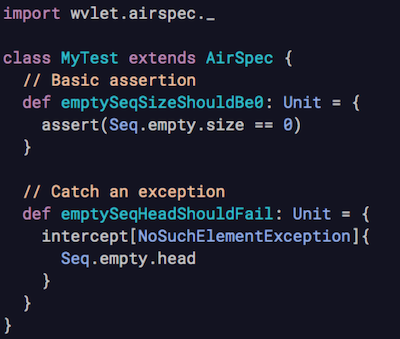 import wvlet.airspec._
class MyTest extends AirSpec {
// Basic assertion
def emptySeqSizeShouldBe0: Unit = {
assert(Seq.empty.size == 0)
}
// Catch an exception
def emptySeqHeadShouldFail: Unit = {
intercept[NoSuchElementException]{
Seq.empty.head
}
}
}